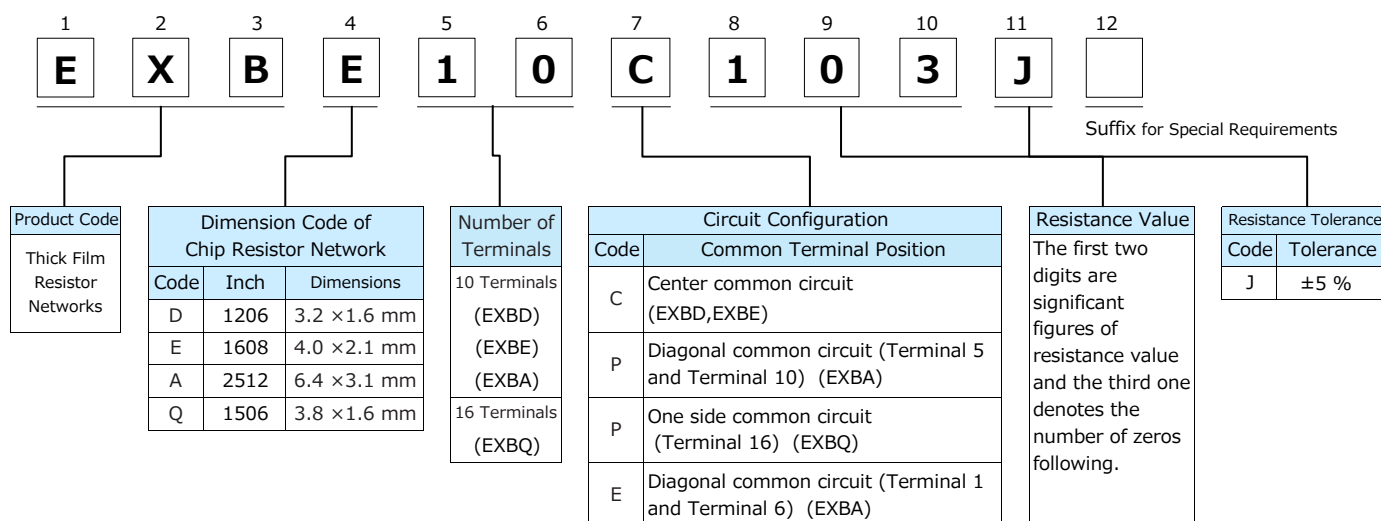 1 2 3 4 5 6 7 8 9 10 11 12
E X B E 1 0 C 1 0 3 J
Suffix for Special Requirements
Product Code
Thick Film
Resistor
Networks
Dimension Code of
Chip Resistor Network
Code Inch Dimensions
D 1206 3.2 ×1.6 mm
E 1608 4.0 ×2.1 mm
A 2512 6.4 ×3.1 mm
Q 1506 3.8 ×1.6 mm
Number of
Terminals
10 Terminals
(EXBD)
(EXBE)
(EXBA)
16 Terminals
(EXBQ)
Circuit Configuration
Code Common Terminal Position
C Center common circuit
(EXBD,EXBE)
P Diagonal common circuit (Terminal 5
and Terminal 10) (EXBA)
P One side common circuit
(Terminal 16) (EXBQ)
E Diagonal common circuit (Terminal 1
and Terminal 6) (EXBA)
Resistance Value
The first two
digits are
significant
figures of
resistance value
and the third one
denotes the
number of zeros
following.
Resistance Tolerance
Code Tolerance
J ±5 %